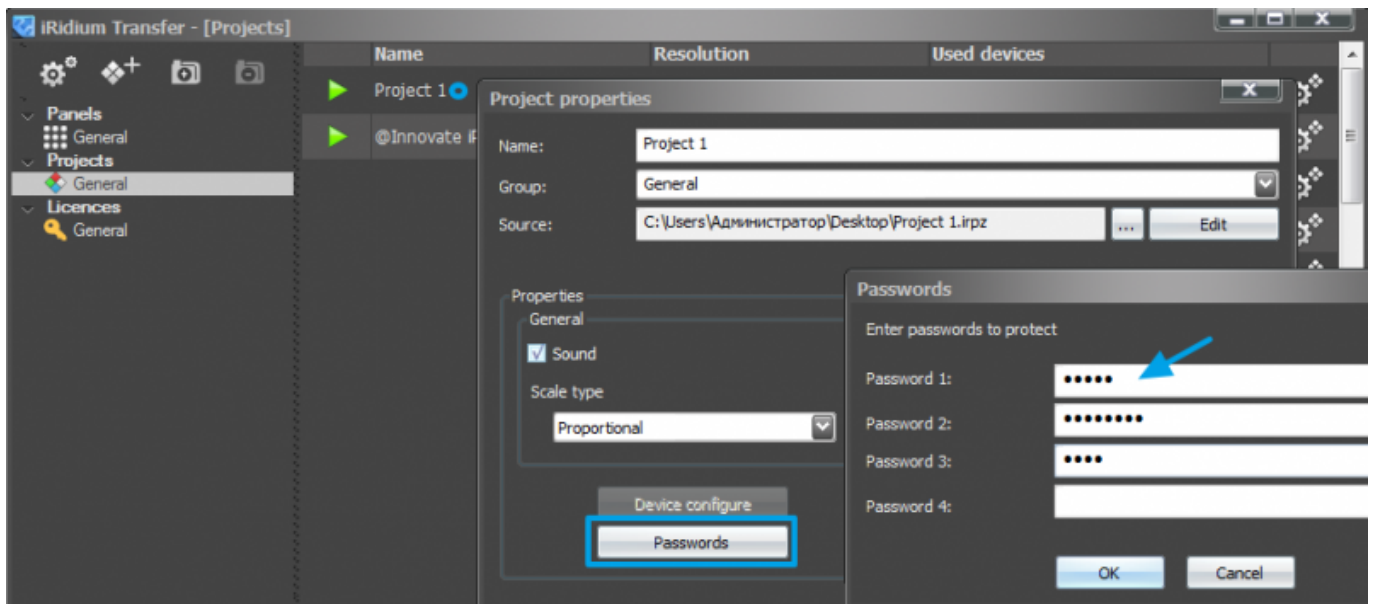 iRidium Transfer - [Projects]
Name Resolution Used devices
Panels
General
Projects
General
Licences
General
Project 1
@Innovate
Project properties
Name: Project 1
Group: General
Source: C:\Users\Администратор\Desktop\Project 1.irpz ... Edit
Properties
General
Sound
Scale type
Proportional
Device configure
Passwords
Passwords
Enter passwords to protect
Password 1: •••••
Password 2: ••••••••
Password 3: ••••
Password 4:
OK Cancel